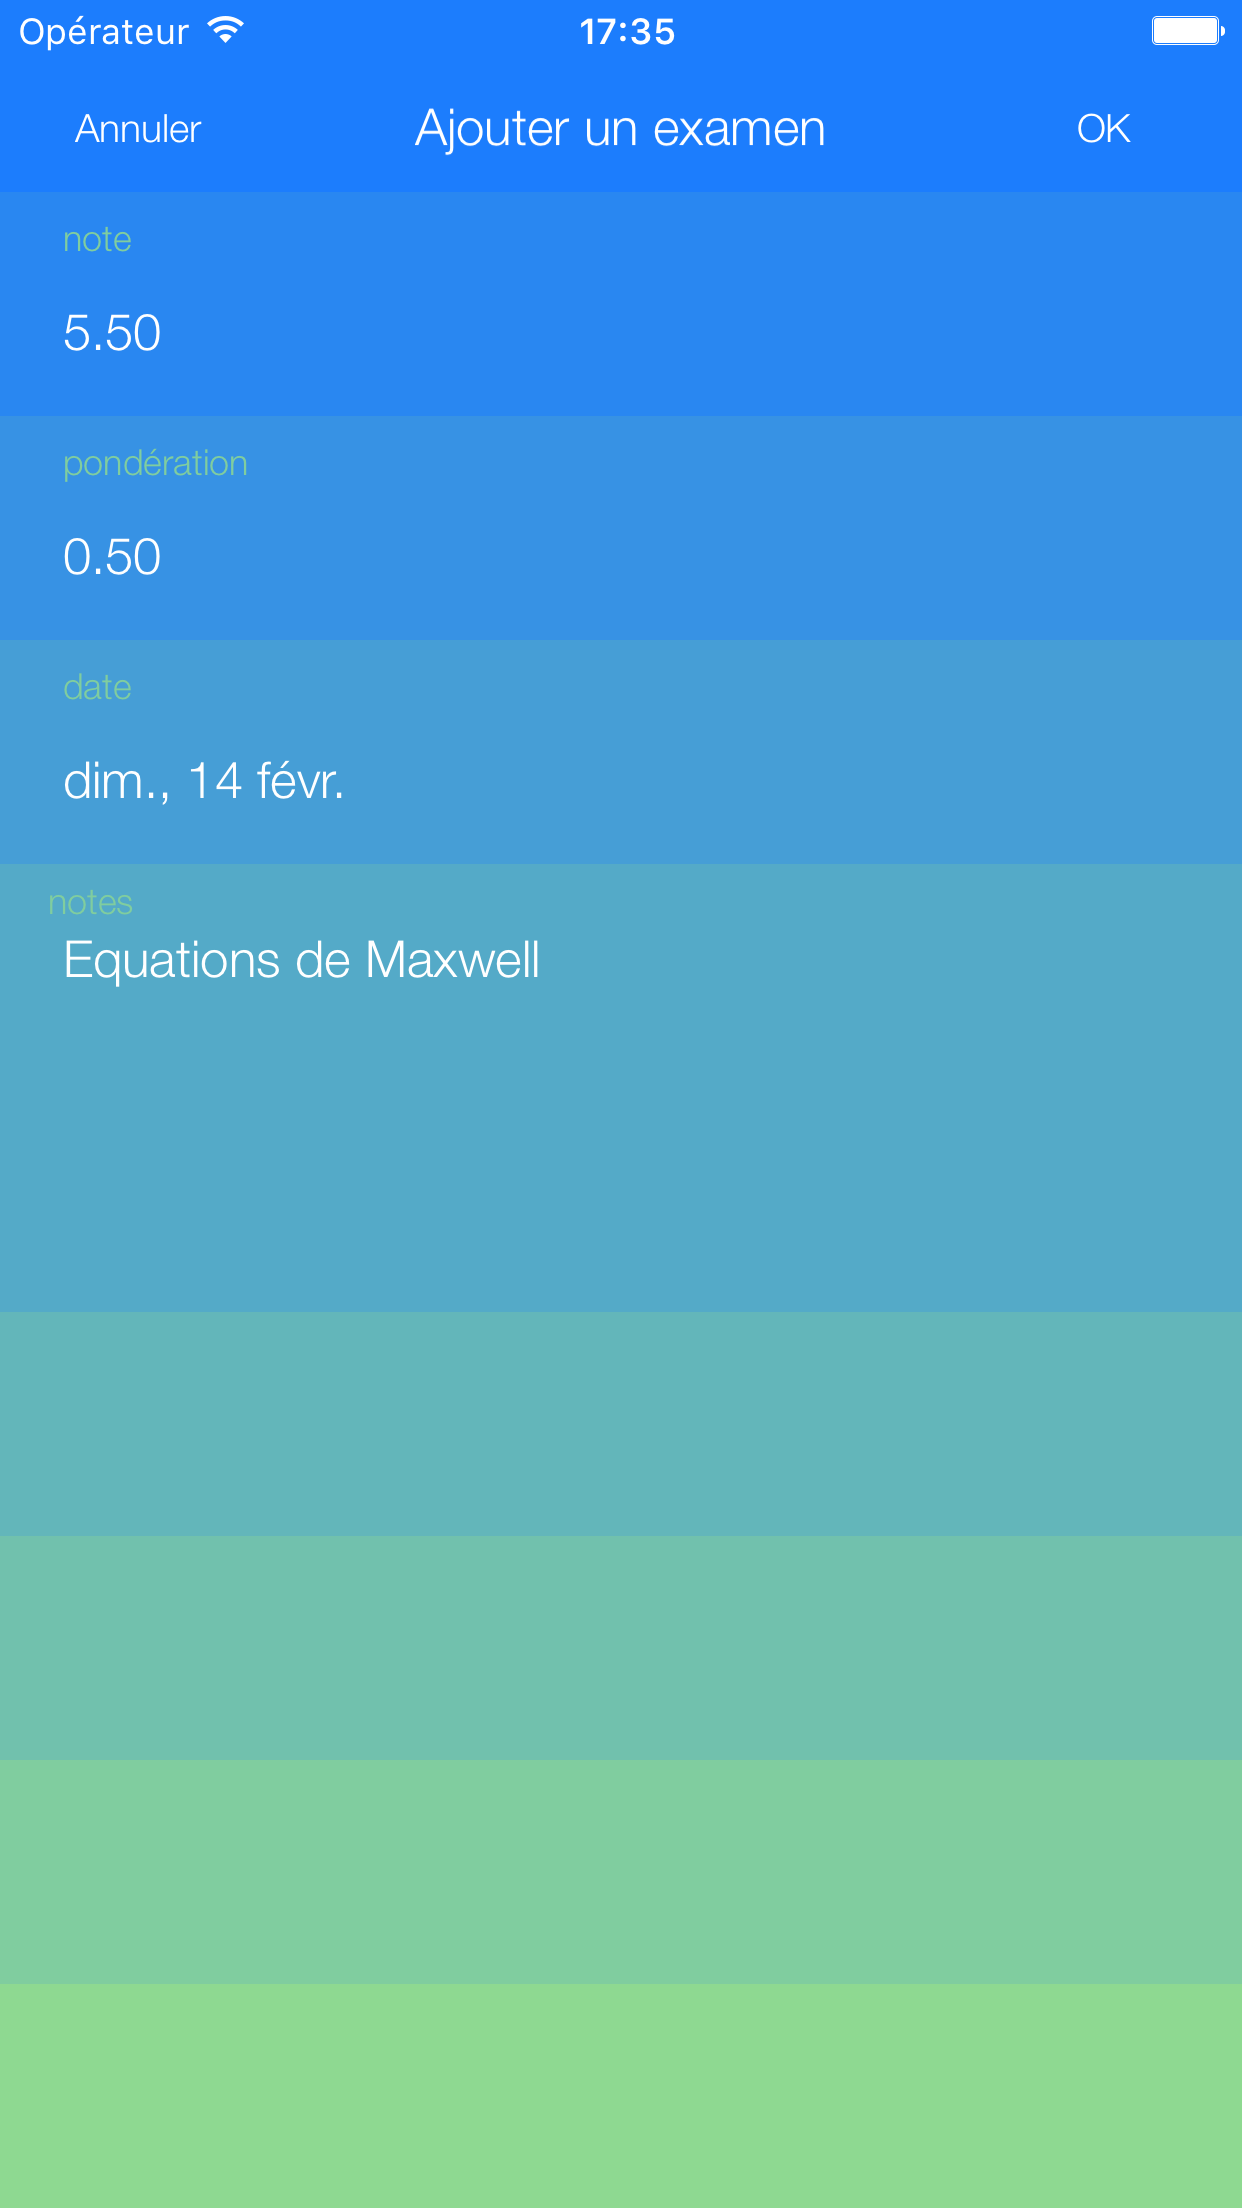 Opérateur 17:35
Annuler Ajouter un examen OK
note
5.50
pondération
0.50
date
dim., 14 févr.
notes
Equations de Maxwell